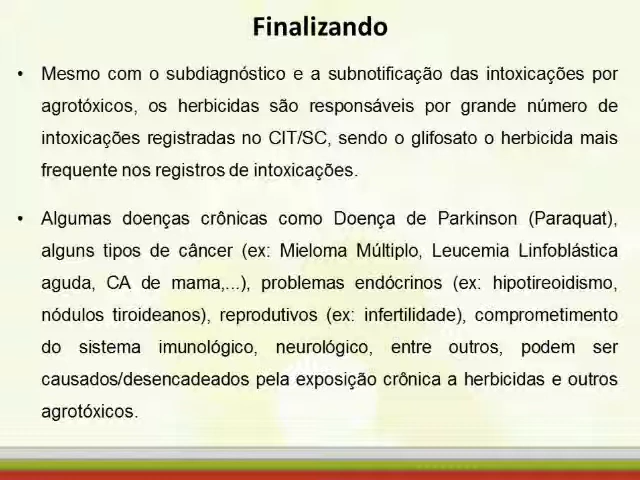 Finalizando
• Mesmo com o subdiagnóstico e a subnotificação das intoxicações por
agrotóxicos, os herbicidas são responsáveis por grande número de
intoxicações registradas no CIT/SC, sendo o glifosato o herbicida mais
frequente nos registros de intoxicações.
• Algumas doenças crônicas como Doença de Parkinson (Paraquat),
alguns tipos de câncer (ex: Mieloma Múltiplo, Leucemia Linfoblástica
aguda, CA de mama,...), problemas endócrinos (ex: hipotireoidismo,
nódulos tiroideanos), reprodutivos (ex: infertilidade), comprometimento
do sistema imunológico, neurológico, entre outros, podem ser
causados/desencadeados pela exposição crônica a herbicidas e outros
agrotóxicos.